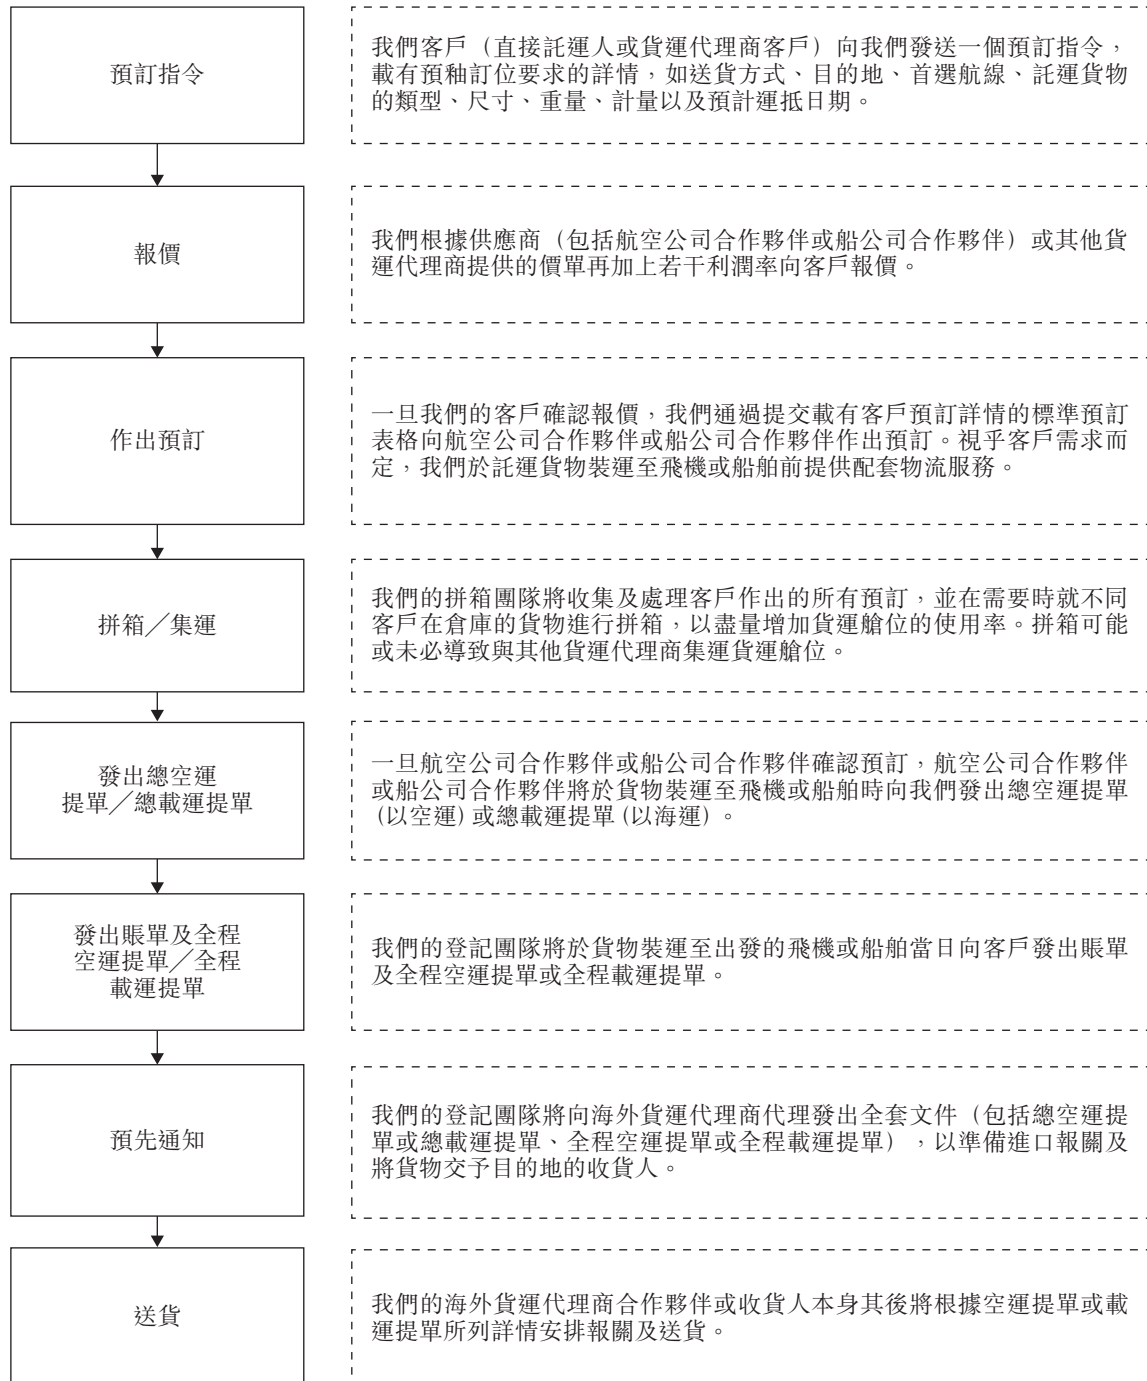 預訂指令
我們客戶（直接託運人或貨運代理商客戶）向我們發送一個預訂指令，
載有預釉訂位要求的詳情，如送貨方式、目的地、首選航線、託運貨物
的類型、尺寸、重量、計量以及預計運抵日期。
報價
我們根據供應商（包括航空公司合作夥伴或船公司合作夥伴）或其他貨
運代理商提供的價單再加上若干利潤率向客戶報價。
作出預訂
一旦我們的客戶確認報價，我們通過提交載有客戶預訂詳情的標準預訂
表格向航空公司合作夥伴或船公司合作夥伴作出預訂。視乎客戶需求而
定，我們於託運貨物裝運至飛機或船舶前提供配套物流服務。
拼箱╱集運
我們的拼箱團隊將收集及處理客戶作出的所有預訂，並在需要時就不同
客戶在倉庫的貨物進行拼箱，以盡量增加貨運艙位的使用率。拼箱可能
或未必導致與其他貨運代理商集運貨運艙位。
發出總空運
提單╱總載運提單
一旦航空公司合作夥伴或船公司合作夥伴確認預訂，航空公司合作夥伴
或船公司合作夥伴將於貨物裝運至飛機或船舶時向我們發出總空運提單
(以空運)或總載運提單(以海運)。
發出賬單及全程
空運提單╱全程
載運提單
我們的登記團隊將於貨物裝運至出發的飛機或船舶當日向客戶發出賬單
及全程空運提單或全程載運提單。
預先通知
我們的登記團隊將向海外貨運代理商代理發出全套文件（包括總空運提
單或總載運提單、全程空運提單或全程載運提單），以準備進口報關及
將貨物交予目的地的收貨人。
送貨
我們的海外貨運代理商合作夥伴或收貨人本身其後將根據空運提單或載
運提單所列詳情安排報關及送貨。